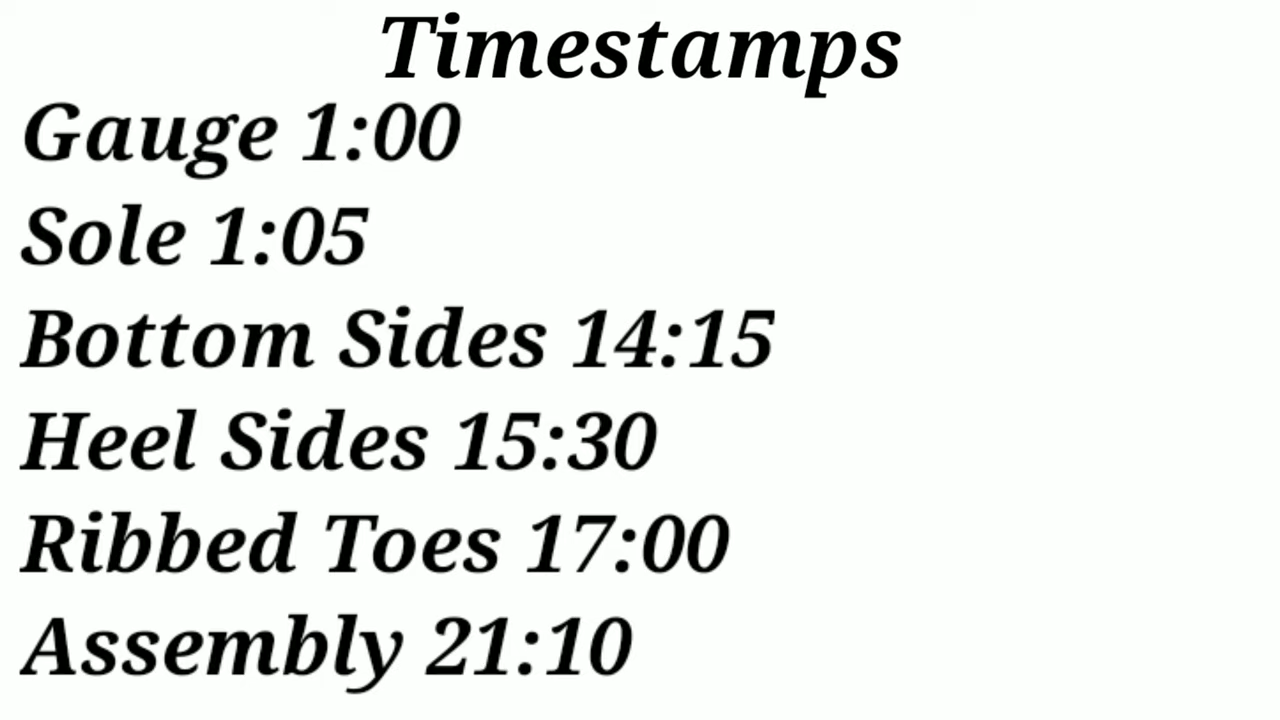 Timestamps
Gauge 1:00
Sole 1:05
Bottom Sides 14:15
Heel Sides 15:30
Ribbed Toes 17:00
Assembly 21:10